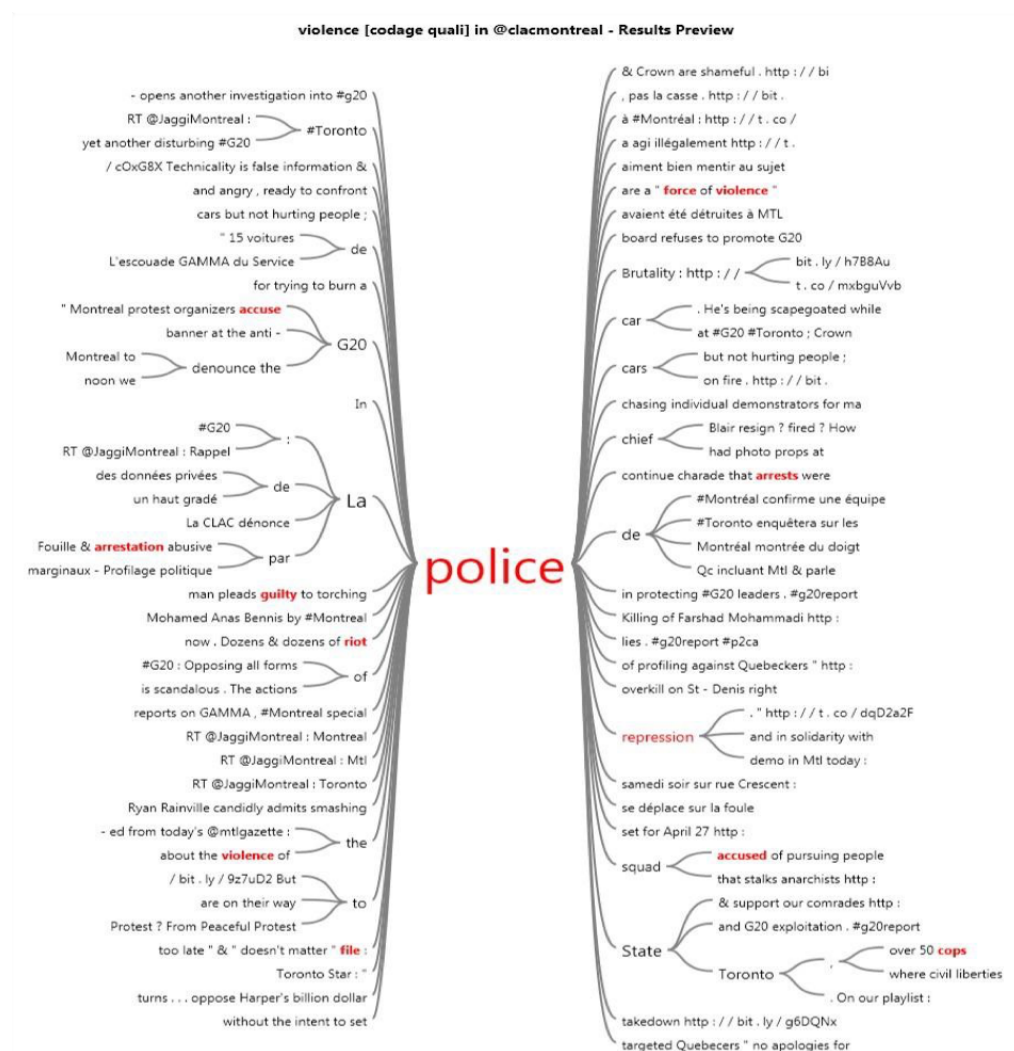 violence [codage quali] in @clacmontreal - Results Preview
- opens another investigation into #g20
RT @JaggiMontreal :
yet another disturbing #G20
#Toronto
/ cOxG8X Technicality is false information &
and angry , ready to confront
cars but not hurting people ;
" 15 voitures
L'escouade GAMMA du Service
de
for trying to burn a
" Montreal protest organizers accuse
banner at the anti -
Montreal to
noon we
denounce the
G20
In
#G20
RT @JaggiMontreal : Rappel
:
des données privées
un haut gradé
de
La CLAC dénonce
Fouille & arrestation abusive
marginaux - Profilage politique
par
La
man pleads guilty to torching
Mohamed Anas Bennis by #Montreal
now . Dozens & dozens of riot
#G20 : Opposing all forms
is scandalous . The actions
of
reports on GAMMA , #Montreal special
RT @JaggiMontreal : Montreal
RT @JaggiMontreal : Mtl
RT @JaggiMontreal : Toronto
Ryan Rainville candidly admits smashing
- ed from today's @mtlgazette :
about the violence of
the
/ bit . ly / 9z7uD2 But
are on their way
Protest ? From Peaceful Protest
to
too late " & " doesn't matter " file :
Toronto Star : "
turns . . . oppose Harper's billion dollar
without the intent to set
police
& Crown are shameful . http : / / bi
, pas la casse . http : / / bit .
à #Montréal : http : / / t . co /
a agi illégalement http : / / t .
aiment bien mentir au sujet
are a " force of violence "
avaient été détruites à MTL
board refuses to promote G20
Brutality : http : / /
bit . ly / h7B8Au
t . co / mxbguVvb
car
. He's being scapegoated while
at #G20 #Toronto ; Crown
cars
but not hurting people ;
on fire . http : / / bit .
chasing individual demonstrators for ma
chief
Blair resign ? fired ? How
had photo props at
continue charade that arrests were
de
#Montréal confirme une équipe
#Toronto enquêtera sur les
Montréal montrée du doigt
Qc incluant Mtl & parle
in protecting #G20 leaders . #g20report
Killing of Farshad Mohammadi http :
lies . #g20report #p2ca
of profiling against Quebeckers " http :
overkill on St - Denis right
repression
. " http : / / t . co / dqD2a2F
and in solidarity with
demo in Mtl today :
samedi soir sur rue Crescent :
se déplace sur la foule
set for April 27 http :
squad
accused of pursuing people
that stalks anarchists http :
State
& support our comrades http :
and G20 exploitation . #g20report
Toronto
,
over 50 cops
where civil liberties
. On our playlist :
takedown http : / / bit . ly / g6DQNx
targeted Quebecers " no apologies for